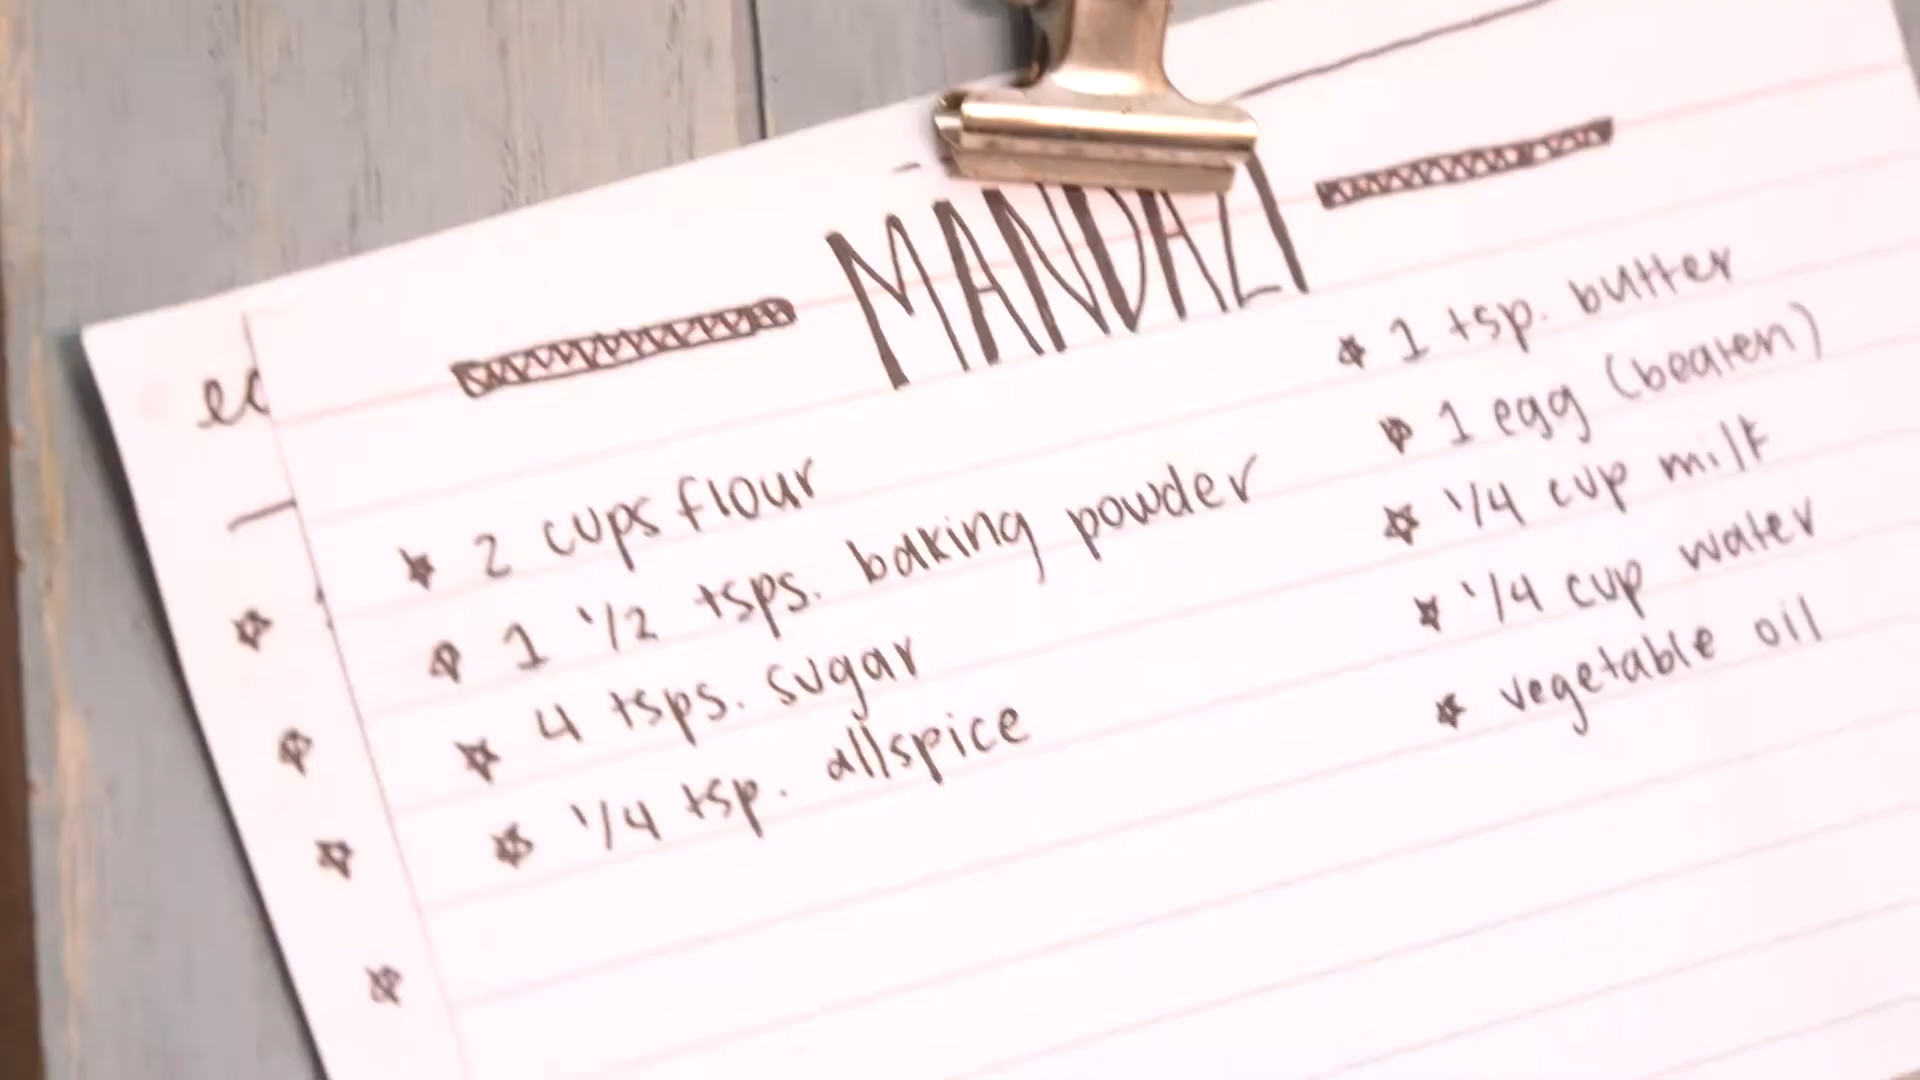 MANDAZI
2 cups flour
1 1/2 tsps. baking powder
4 tsps. sugar
1/4 tsp. allspice
1 tsp. butter
1 egg (beaten)
1/4 cup milk
1/4 cup water
vegetable oil